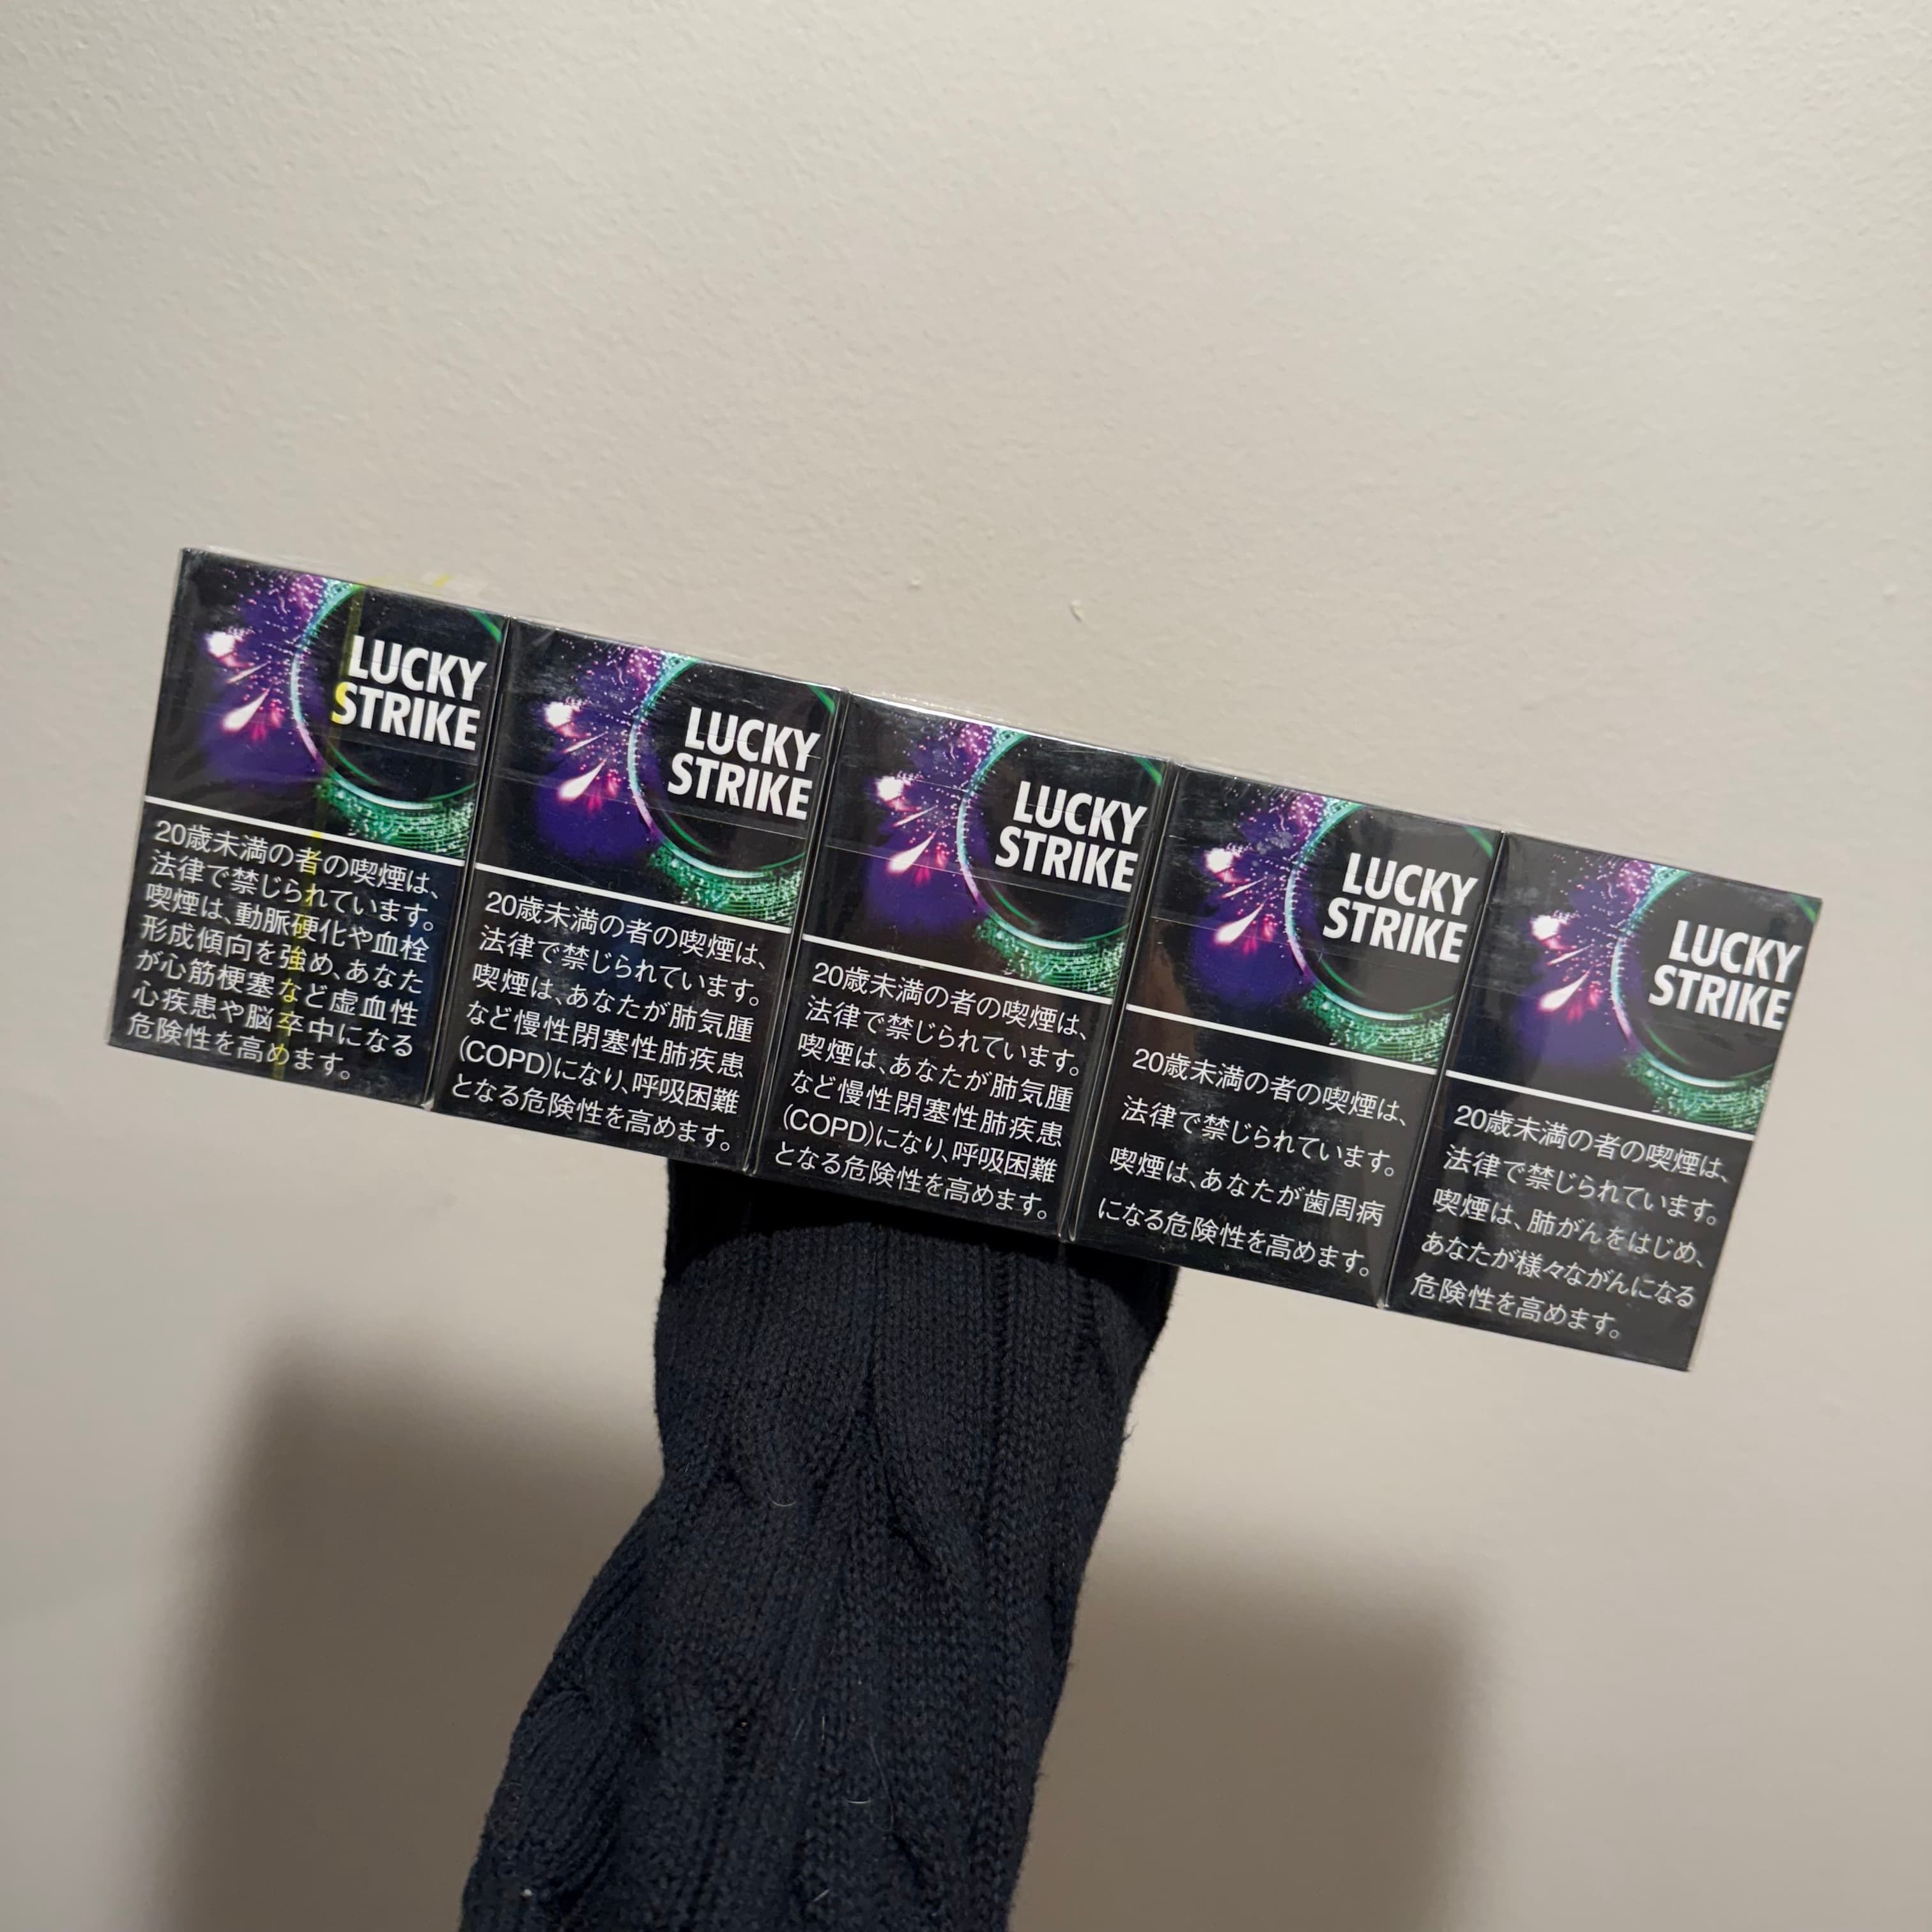 LUCKY
STRIKE
20歳未満の者の喫煙は、
法律で禁じられています。
喫煙は、動脈硬化や血栓
形成傾向を強め、あなた
が心筋梗塞など虚血性
心疾患や脳卒中になる
危険性を高めます。
LUCKY
STRIKE
20歳未満の者の喫煙は、
法律で禁じられています。
喫煙は、あなたが肺気腫
など慢性閉塞性肺疾患
(COPD)になり、呼吸困難
となる危険性を高めます。
LUCKY
STRIKE
20歳未満の者の喫煙は、
法律で禁じられています。
喫煙は、あなたが肺気腫
など慢性閉塞性肺疾患
(COPD)になり、呼吸困難
となる危険性を高めます。
LUCKY
STRIKE
20歳未満の者の喫煙は、
法律で禁じられています。
喫煙は、あなたが歯周病
になる危険性を高めます。
LUCKY
STRIKE
20歳未満の者の喫煙は、
法律で禁じられています。
喫煙は、肺がんをはじめ、
あなたが様々ながんになる
危険性を高めます。